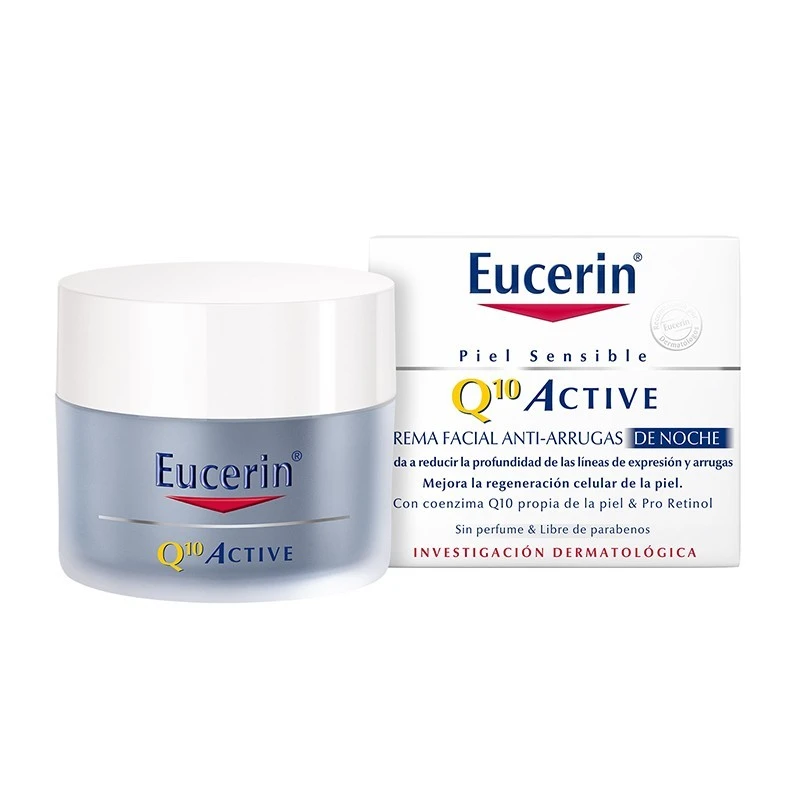 Eucerin®
Q10 ACTIVE
Eucerin®
Eucerin
Piel Sensible
Q10 ACTIVE
REMA FACIAL ANTI-ARRUGAS DE NOCHE
da a reducir la profundidad de las líneas de expresión y arrugas
Mejora la regeneración celular de la piel.
Con coenzima Q10 propia de la piel & Pro Retinol
Sin perfume & Libre de parabenos
INVESTIGACIÓN DERMATOLÓGICA